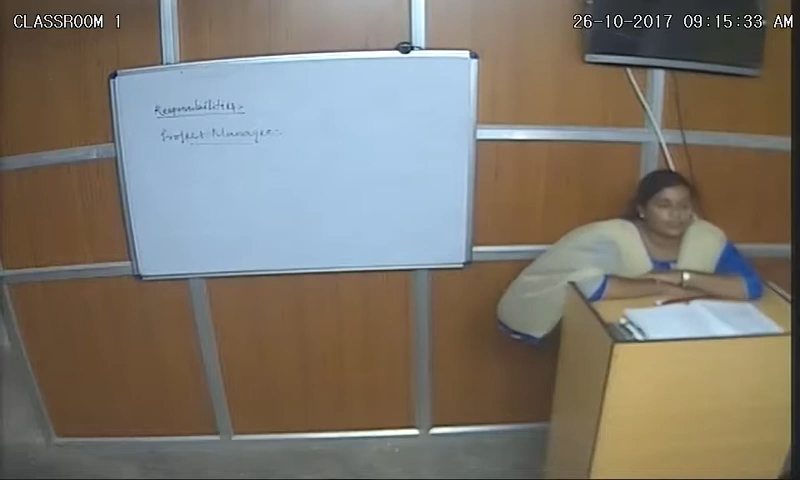 CLASSROOM 1
26-10-2017 09:15:33 AM
Responsibilities:-
Project Manager:-